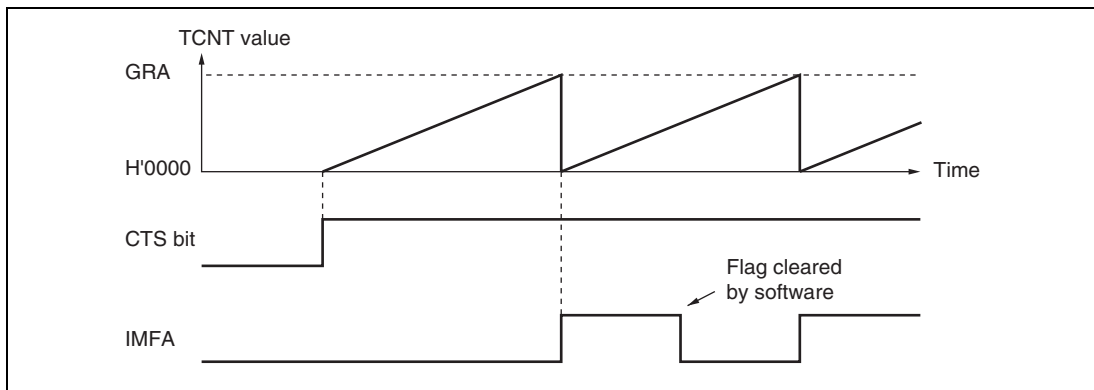 TCNT value
GRA
H'0000
Time
CTS bit
Flag cleared
by software
IMFA